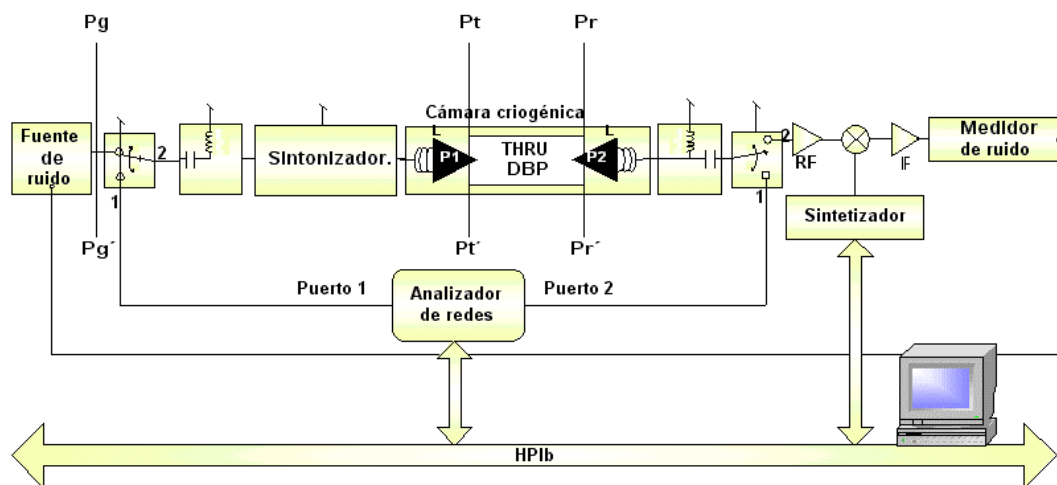 Pg
Pt
Pr
Cámara criogénica
Fuente
de
ruido
2
Sintonizador.
L
P1
THRU
DBP
L
P2
2
RF
IF
Medidor
de ruido
1
1
Sintetizador
Pg´
Pt´
Pr´
Puerto 1
Analizador
de redes
Puerto 2
HPIb